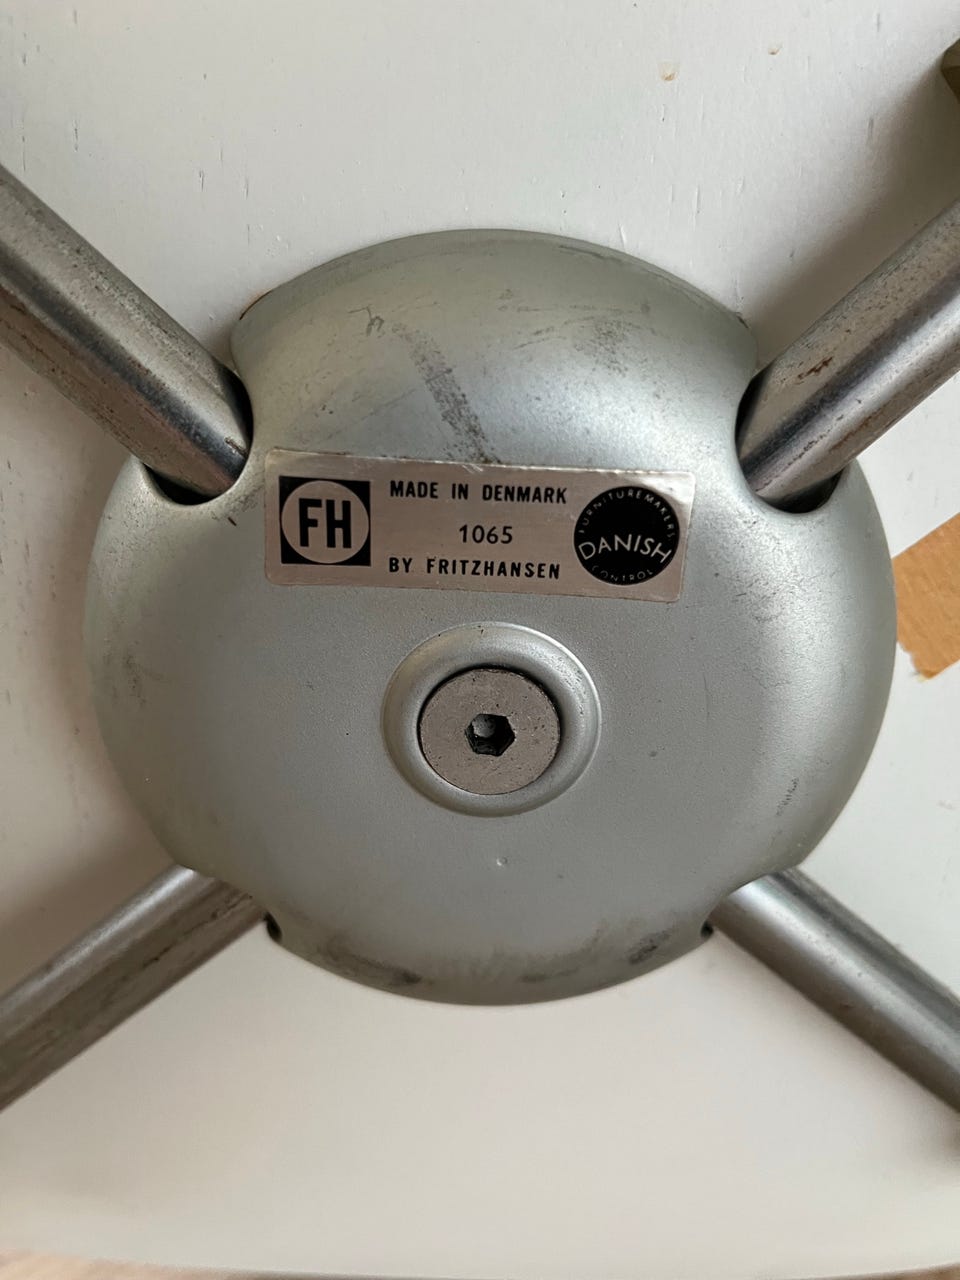 FH
MADE IN DENMARK
1065
BY FRITZHANSEN
FURNITUREMAKERS
DANISH
CONTROL